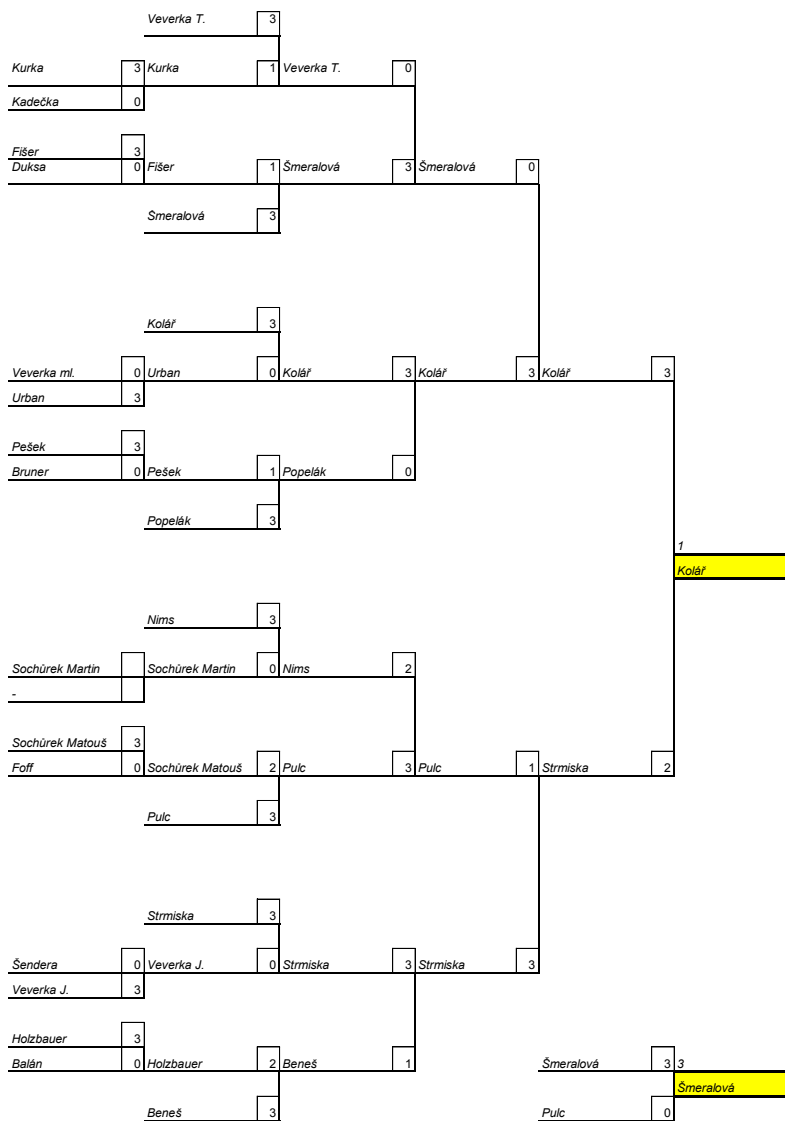 Veverka T. 3
Kurka 3 Kurka 1 Veverka T. 0
Kadečka 0
Fišer 3
Duksa 0 Fišer 1 Šmeralová 3 Šmeralová 0
Šmeralová 3
Kolář 3
Veverka ml. 0 Urban 0 Kolář 3 Kolář 3 Kolář 3
Urban 3
Pešek 3
Bruner 0 Pešek 1 Popelák 0
Popelák 3
1
Kolář
Nims 3
Sochůrek Martin Sochůrek Martin 0 Nims 2
-
Sochůrek Matouš 3
Foff 0 Sochůrek Matouš 2 Pulc 3 Pulc 1 Strmiska 2
Pulc 3
Strmiska 3
Šendera 0 Veverka J. 0 Strmiska 3 Strmiska 3
Veverka J. 3
Holzbauer 3
Balán 0 Holzbauer 2 Beneš 1 Šmeralová 3 3
Šmeralová
Beneš 3 Pulc 0